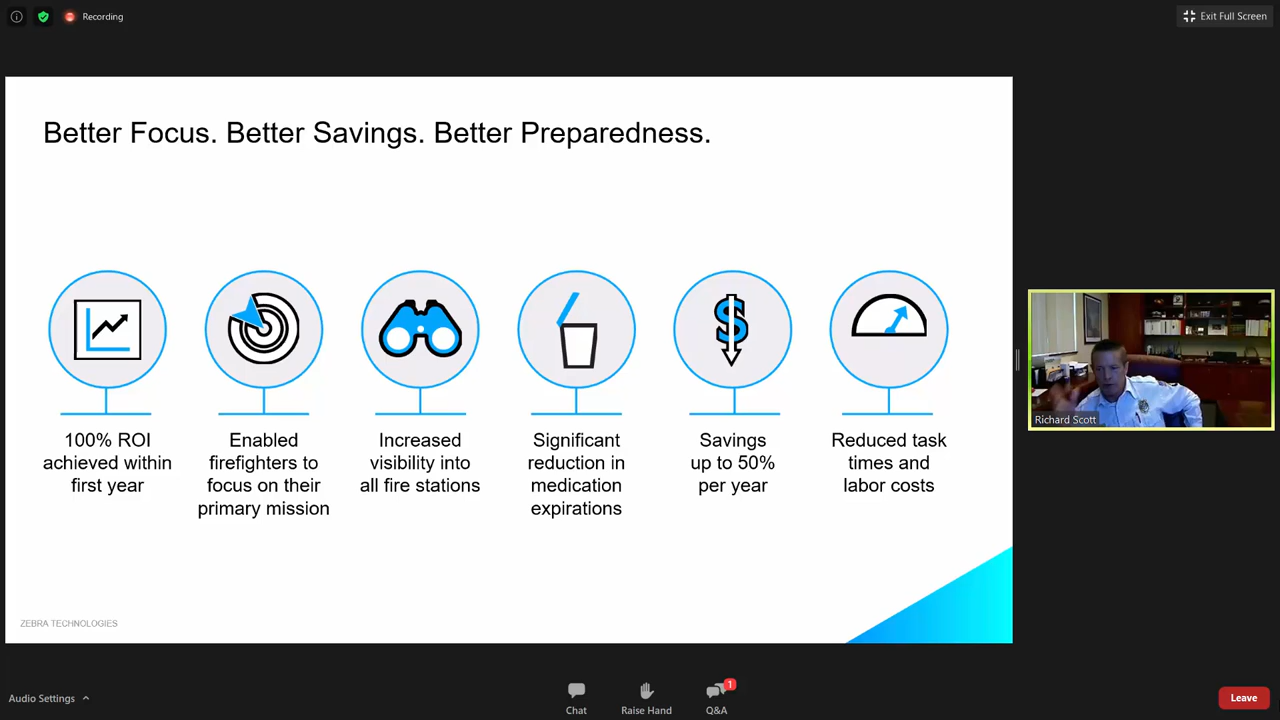 Recording
Exit Full Screen
Better Focus. Better Savings. Better Preparedness.
100% ROI
achieved within
first year
Enabled
firefighters to
focus on their
primary mission
Increased
visibility into
all fire stations
Significant
reduction in
medication
expirations
Savings
up to 50%
per year
Reduced task
times and
labor costs
ZEBRA TECHNOLOGIES
Richard Scott
Audio Settings
Chat
Raise Hand
1
Q&A
Leave